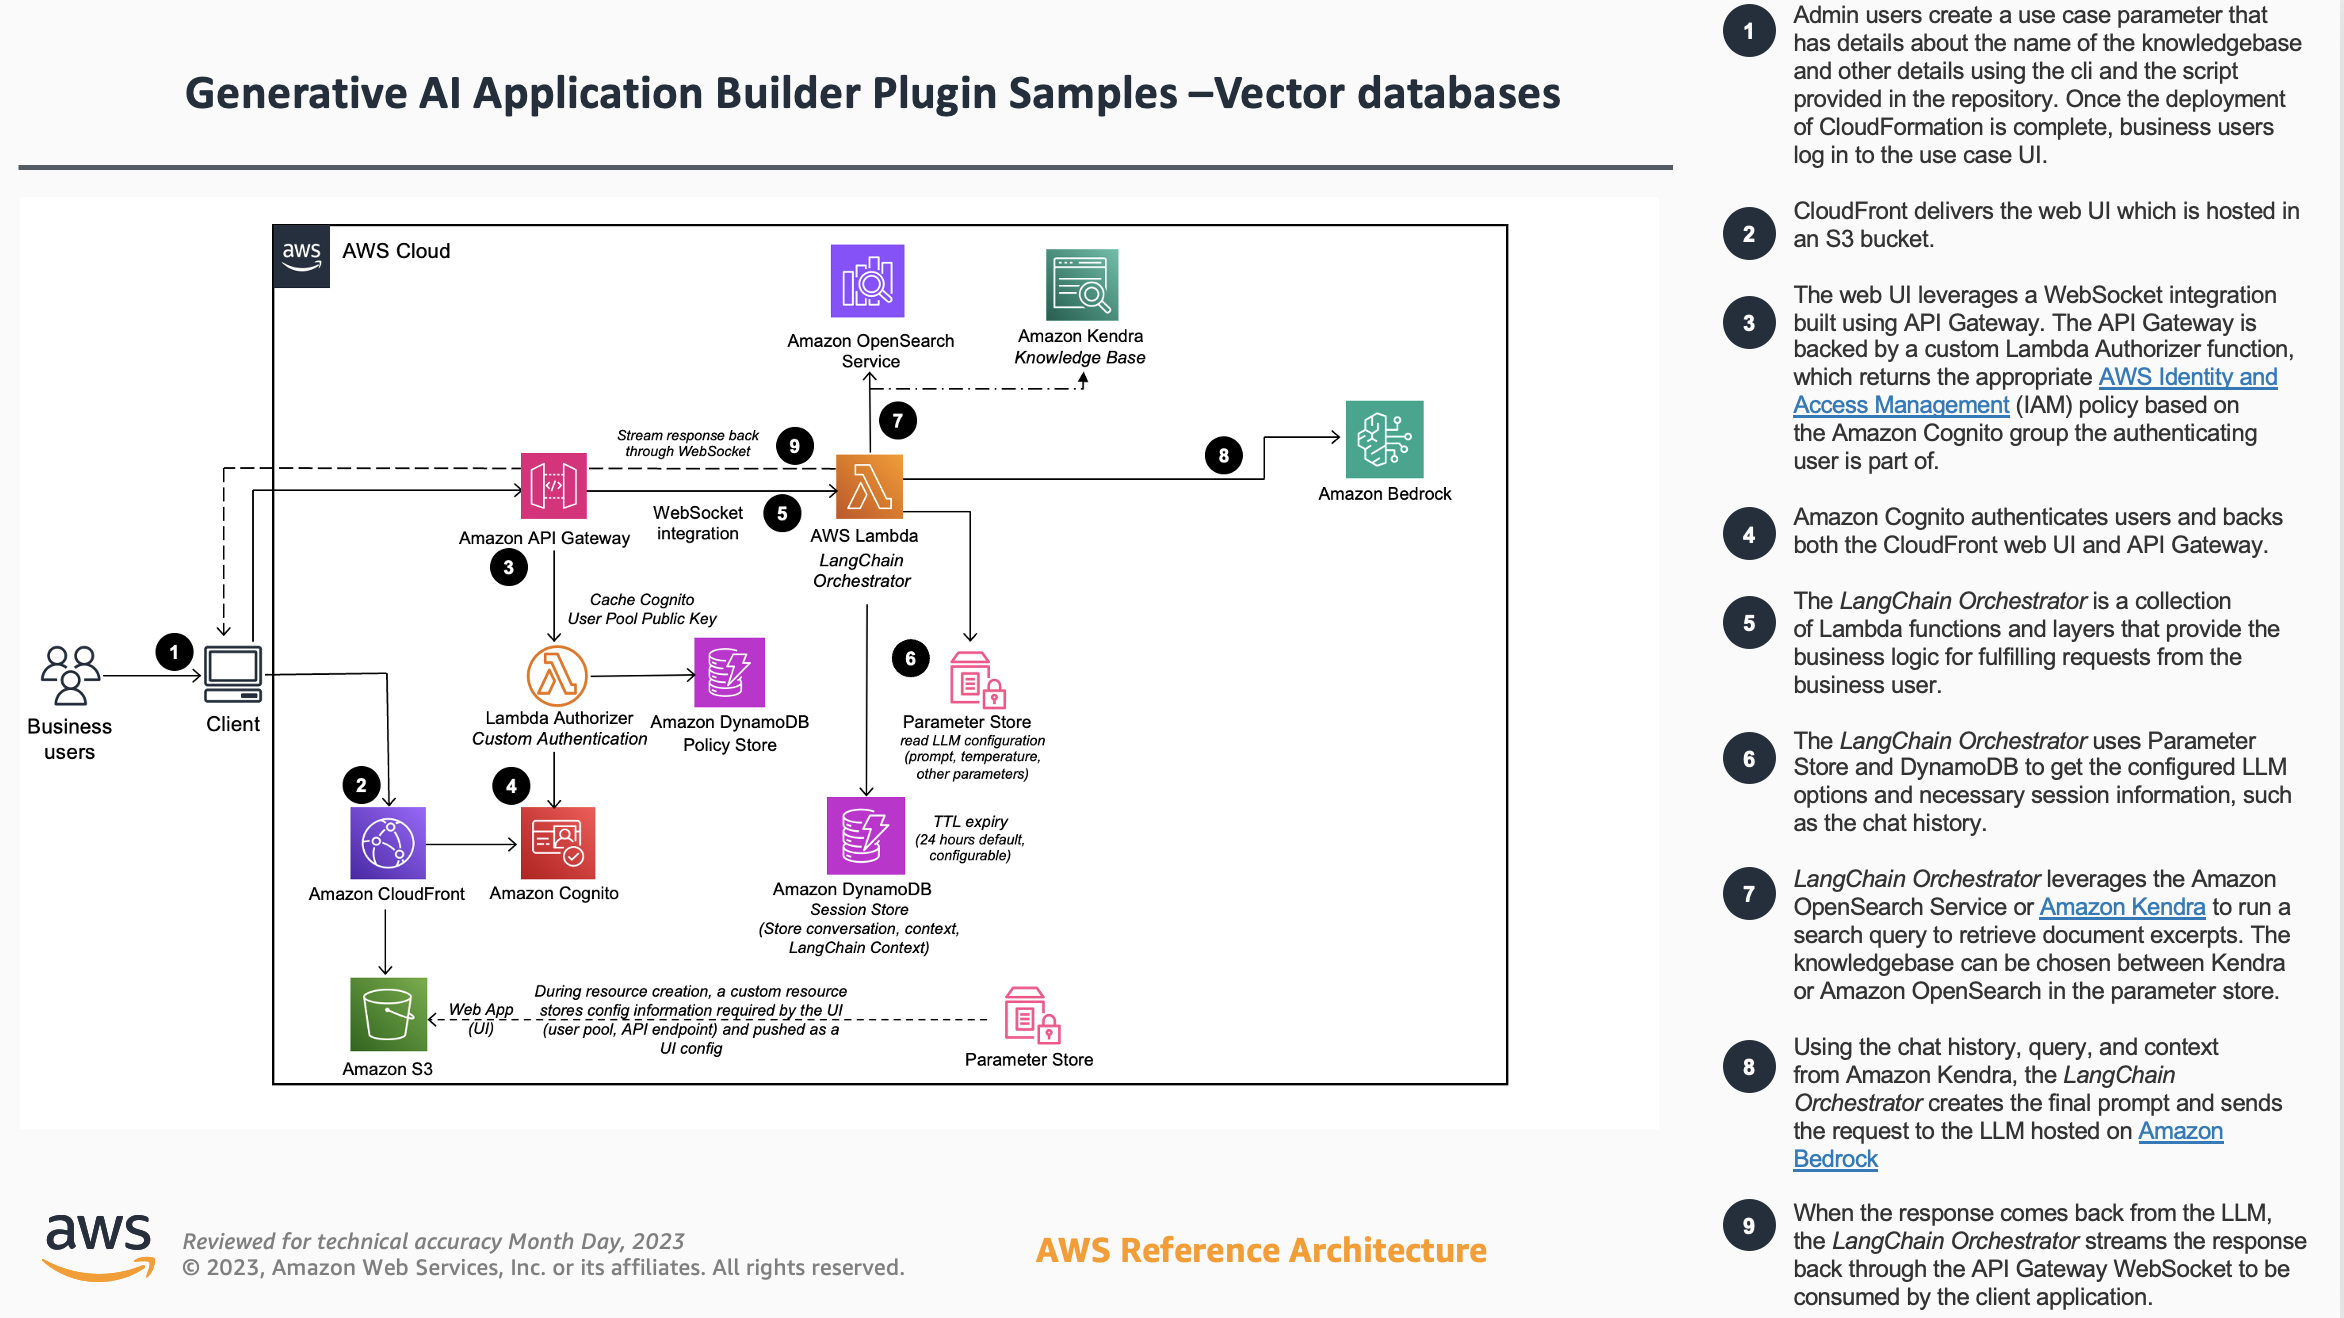 Generative AI Application Builder Plugin Samples –Vector databases
aws
AWS Cloud
Amazon OpenSearch
Service
Amazon Kendra
Knowledge Base
7
Stream response back
through WebSocket
9
8
Amazon Bedrock
WebSocket
integration
5
Amazon API Gateway
3
AWS Lambda
LangChain
Orchestrator
Cache Cognito
User Pool Public Key
1
Business
users
Client
6
Lambda Authorizer
Custom Authentication
Amazon DynamoDB
Policy Store
Parameter Store
read LLM configuration
(prompt, temperature,
other parameters)
2
4
TTL expiry
(24 hours default,
configurable)
Amazon CloudFront
Amazon Cognito
Amazon DynamoDB
Session Store
(Store conversation, context,
LangChain Context)
Web App
(UI)
During resource creation, a custom resource
stores config information required by the UI
(user pool, API endpoint) and pushed as a
UI config
Amazon S3
Parameter Store
aws
Reviewed for technical accuracy Month Day, 2023
© 2023, Amazon Web Services, Inc. or its affiliates. All rights reserved.
AWS Reference Architecture
1
Admin users create a use case parameter that
has details about the name of the knowledgebase
and other details using the cli and the script
provided in the repository. Once the deployment
of CloudFormation is complete, business users
log in to the use case UI.
2
CloudFront delivers the web UI which is hosted in
an S3 bucket.
3
The web UI leverages a WebSocket integration
built using API Gateway. The API Gateway is
backed by a custom Lambda Authorizer function,
which returns the appropriate AWS Identity and
Access Management (IAM) policy based on
the Amazon Cognito group the authenticating
user is part of.
4
Amazon Cognito authenticates users and backs
both the CloudFront web UI and API Gateway.
5
The LangChain Orchestrator is a collection
of Lambda functions and layers that provide the
business logic for fulfilling requests from the
business user.
6
The LangChain Orchestrator uses Parameter
Store and DynamoDB to get the configured LLM
options and necessary session information, such
as the chat history.
7
LangChain Orchestrator leverages the Amazon
OpenSearch Service or Amazon Kendra to run a
search query to retrieve document excerpts. The
knowledgebase can be chosen between Kendra
or Amazon OpenSearch in the parameter store.
8
Using the chat history, query, and context
from Amazon Kendra, the LangChain
Orchestrator creates the final prompt and sends
the request to the LLM hosted on Amazon
Bedrock
9
When the response comes back from the LLM,
the LangChain Orchestrator streams the response
back through the API Gateway WebSocket to be
consumed by the client application.